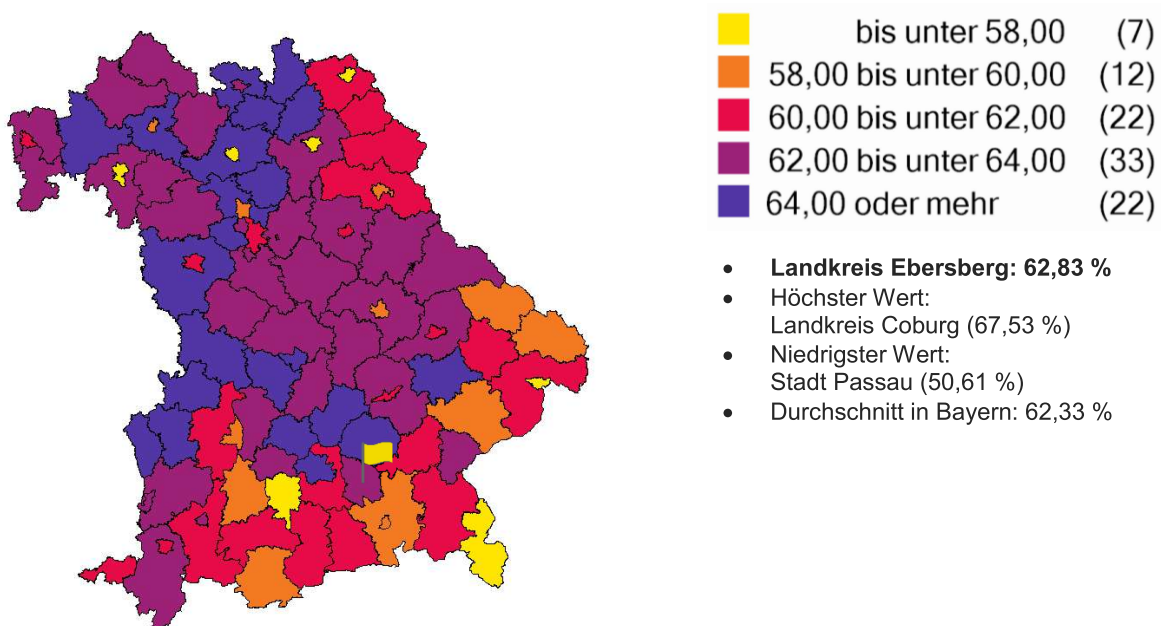 bis unter 58,00 (7)
58,00 bis unter 60,00 (12)
60,00 bis unter 62,00 (22)
62,00 bis unter 64,00 (33)
64,00 oder mehr (22)
• Landkreis Ebersberg: 62,83 %
• Höchster Wert:
Landkreis Coburg (67,53 %)
• Niedrigster Wert:
Stadt Passau (50,61 %)
• Durchschnitt in Bayern: 62,33 %